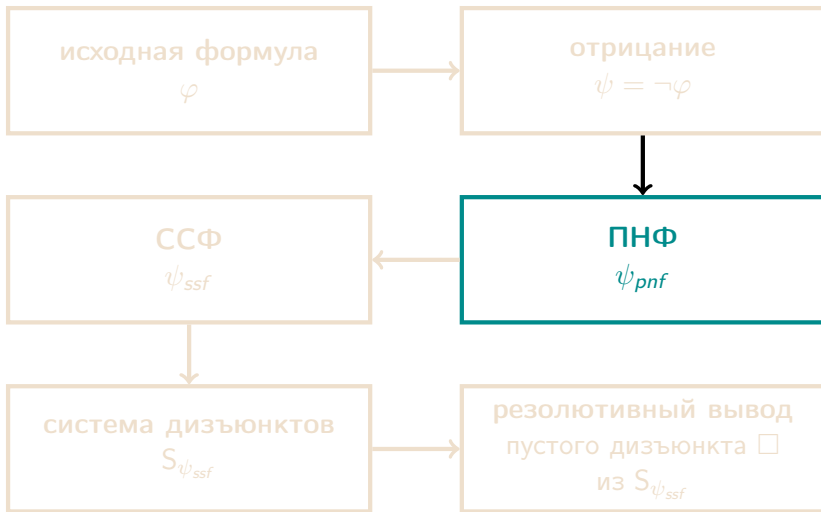 исходная формула
φ
отрицание
ψ = ¬φ
ССФ
ψ_ssf
ПНФ
ψ_pnf
система дизъюнктов
S_ψ_ssf
резолютивный вывод
пустого дизъюнкта □
из S_ψ_ssf